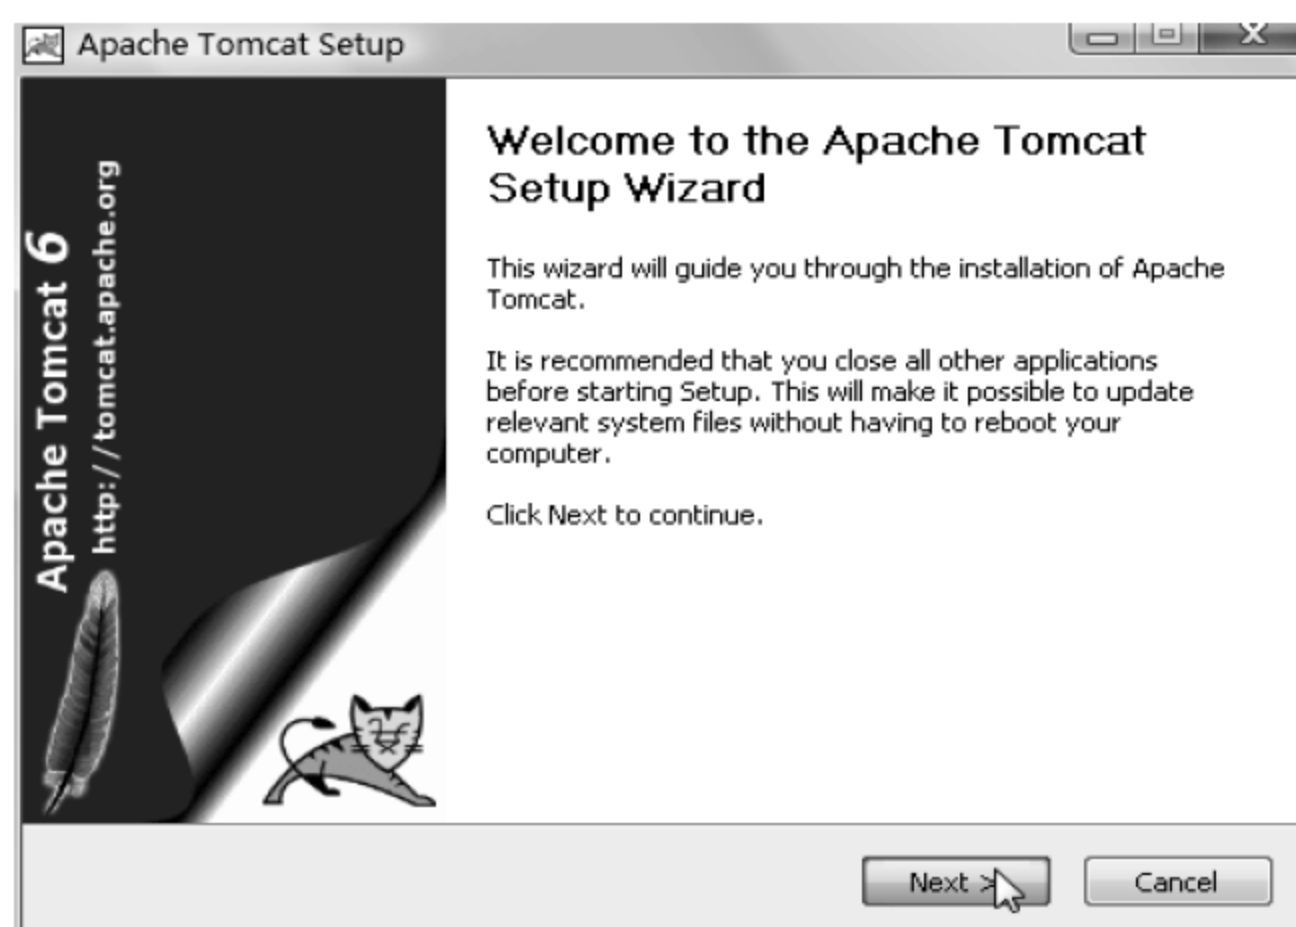 Apache Tomcat Setup
Apache Tomcat 6
http://tomcat.apache.org
Welcome to the Apache Tomcat
Setup Wizard
This wizard will guide you through the installation of Apache
Tomcat.
It is recommended that you close all other applications
before starting Setup. This will make it possible to update
relevant system files without having to reboot your
computer.
Click Next to continue.
Next >
Cancel